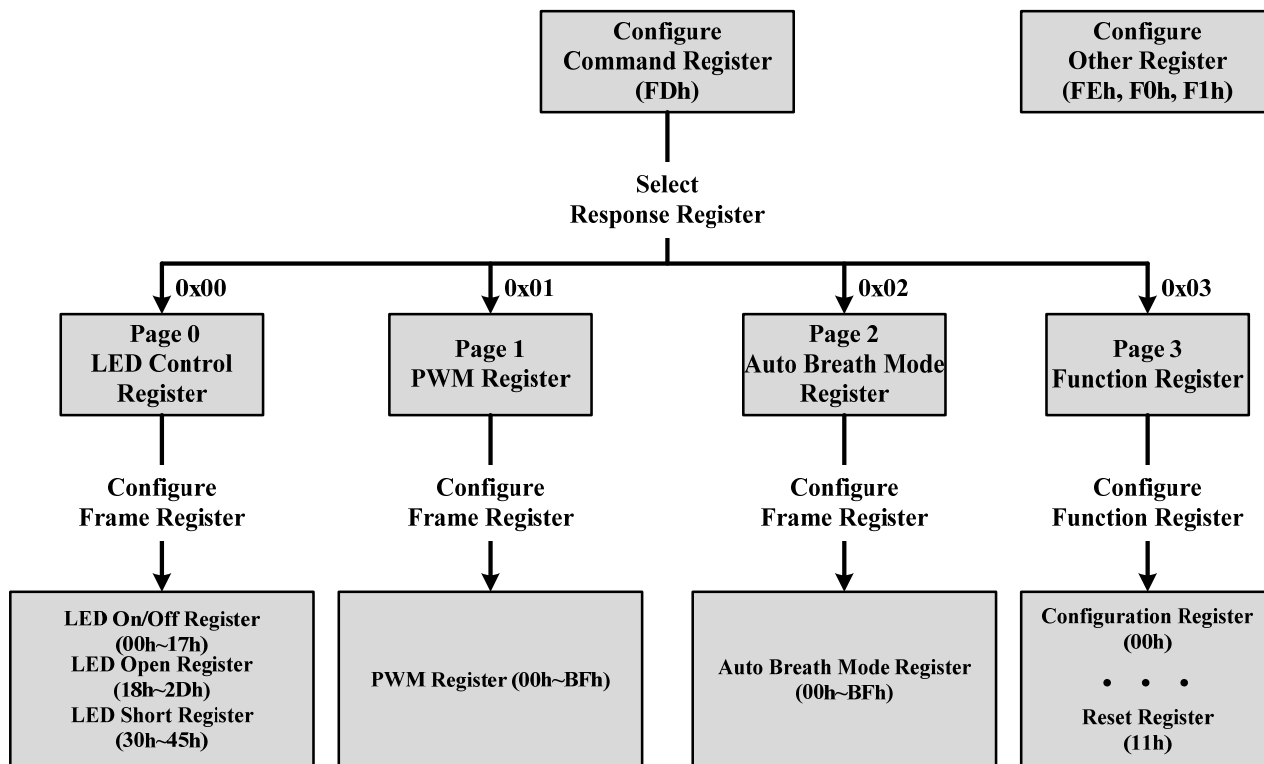 Configure
Command Register
(FDh)
Configure
Other Register
(FEh, F0h, F1h)
Select
Response Register
0x00
0x01
0x02
0x03
Page 0
LED Control
Register
Page 1
PWM Register
Page 2
Auto Breath Mode
Register
Page 3
Function Register
Configure
Frame Register
Configure
Frame Register
Configure
Frame Register
Configure
Function Register
LED On/Off Register
(00h~17h)
LED Open Register
(18h~2Dh)
LED Short Register
(30h~45h)
PWM Register (00h~BFh)
Auto Breath Mode Register
(00h~BFh)
Configuration Register
(00h)
• • •
Reset Register
(11h)